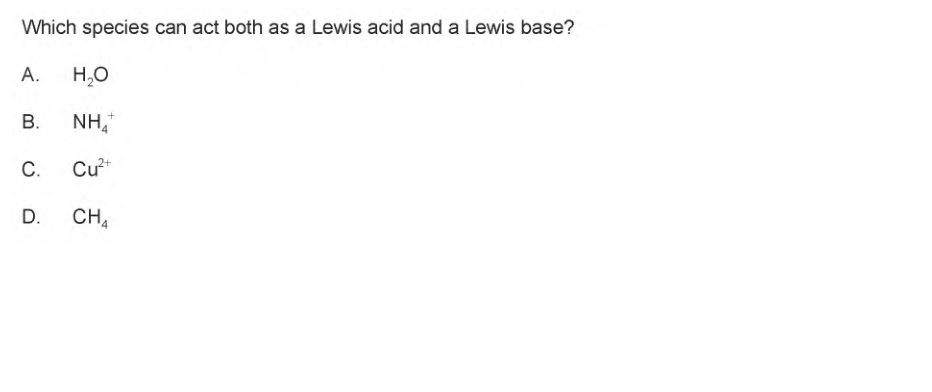 Which species can act both as a Lewis acid and a Lewis base?
A. H₂O
B. NH₄⁺
C. Cu²⁺
D. CH₄